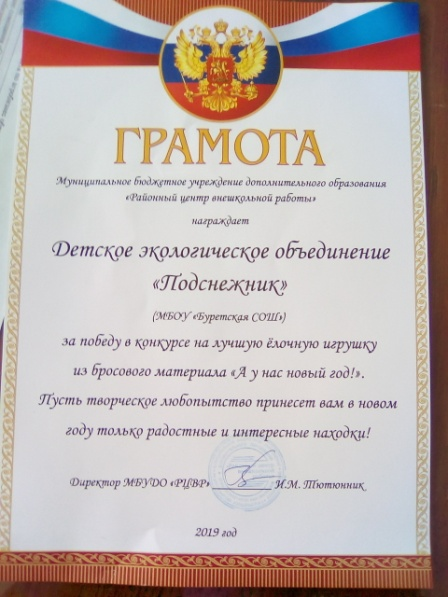 ГРАМОТА
Муниципальное бюджетное учреждение дополнительного образования
«Районный центр внешкольной работы»
награждает
Детское экологическое объединение
«Подснежник»
(МБОУ «Буретская СОШ»)
за победу в конкурсе на лучшую ёлочную игрушку
из бросового материала «А у нас новый год!».
Пусть творческое любопытство принесет вам в новом
году только радостные и интересные находки!
Директор МБУДО «РЦВР» И.М. Тютюнник
2019 год